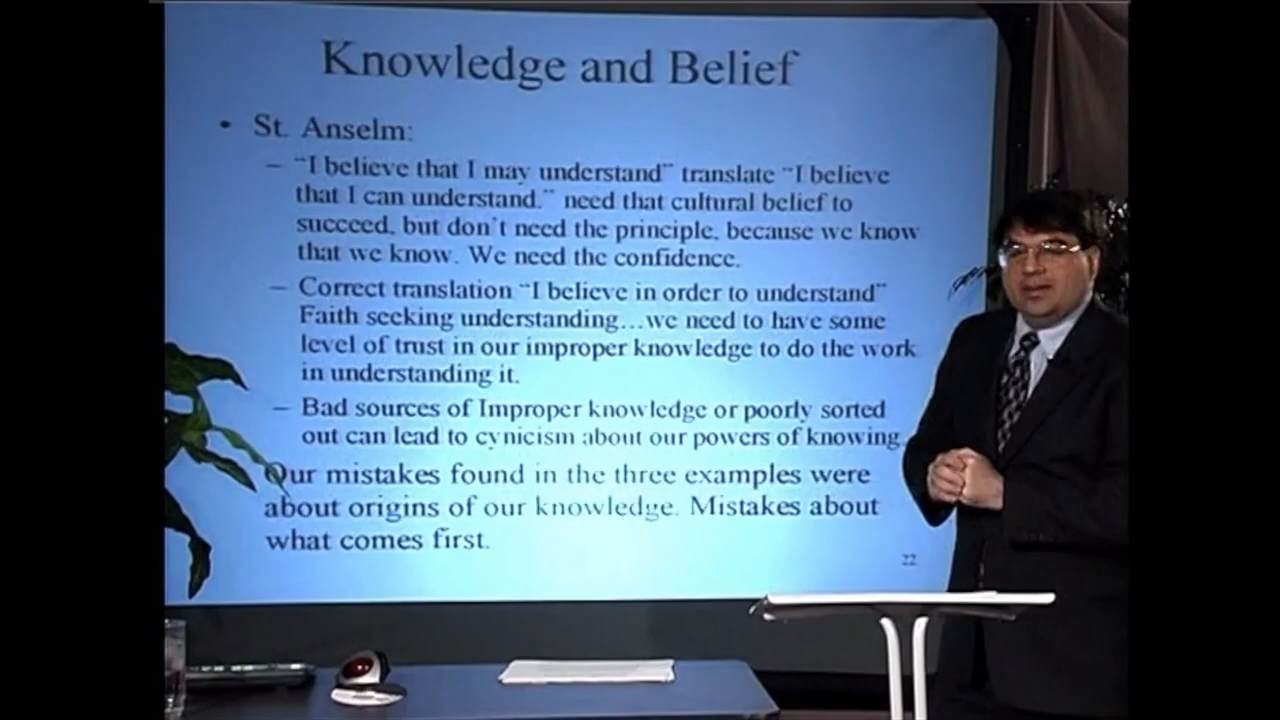 Knowledge and Belief
• St. Anselm:
– "I believe that I may understand" translate "I believe
that I can understand." need that cultural belief to
succeed, but don't need the principle, because we know
that we know. We need the confidence.
– Correct translation "I believe in order to understand"
Faith seeking understanding...we need to have some
level of trust in our improper knowledge to do the work
in understanding it.
– Bad sources of Improper knowledge or poorly sorted
out can lead to cynicism about our powers of knowing.
Our mistakes found in the three examples were
about origins of our knowledge. Mistakes about
what comes first.
22